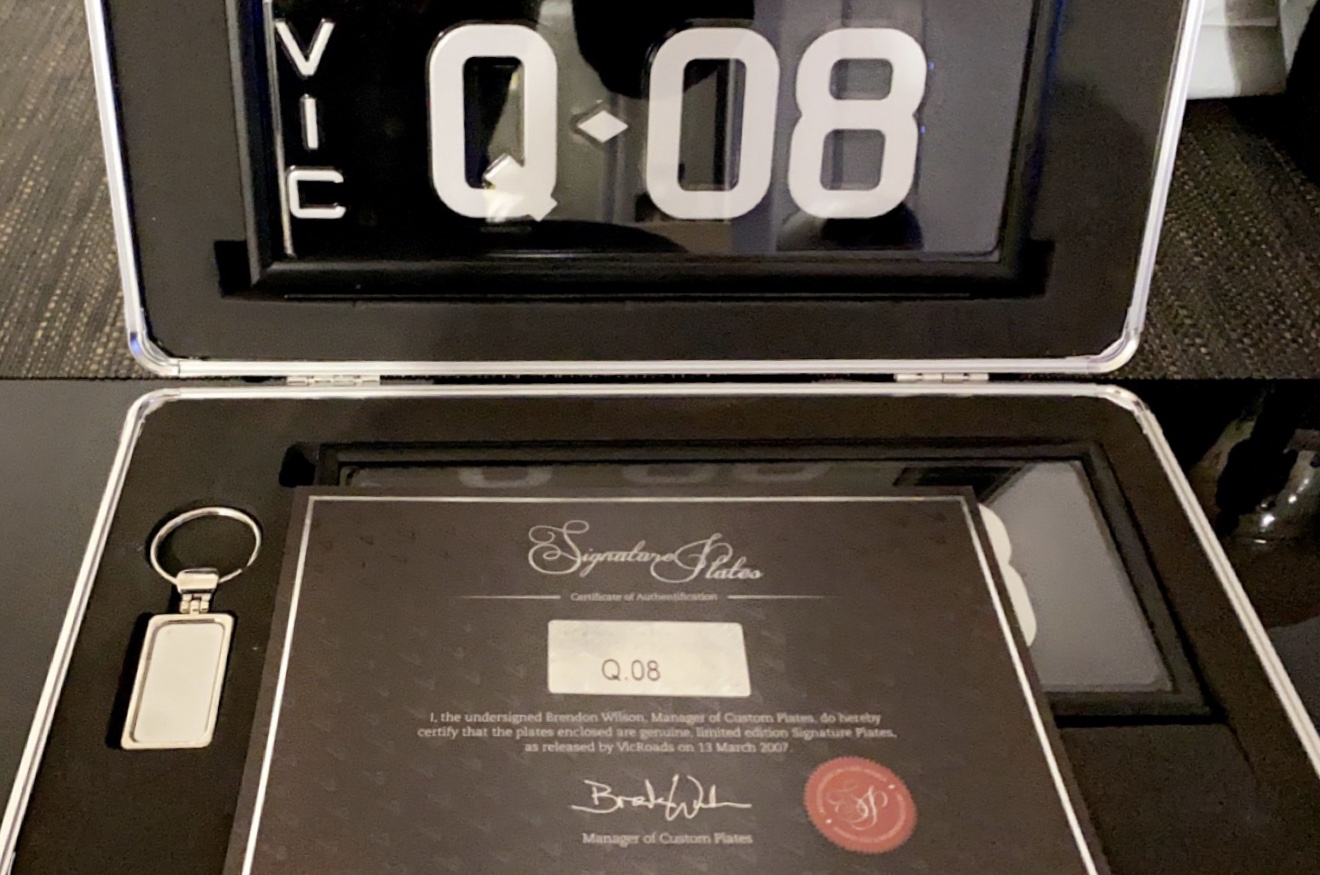 VIC
Q·08
Signature Plates
Certificate of Authentification
Q.08
I, the undersigned Brendon Wilson, Manager of Custom Plates, do hereby
certify that the plates enclosed are genuine, limited edition Signature Plates,
as released by VicRoads on 13 March 2007.
Manager of Custom Plates
SP